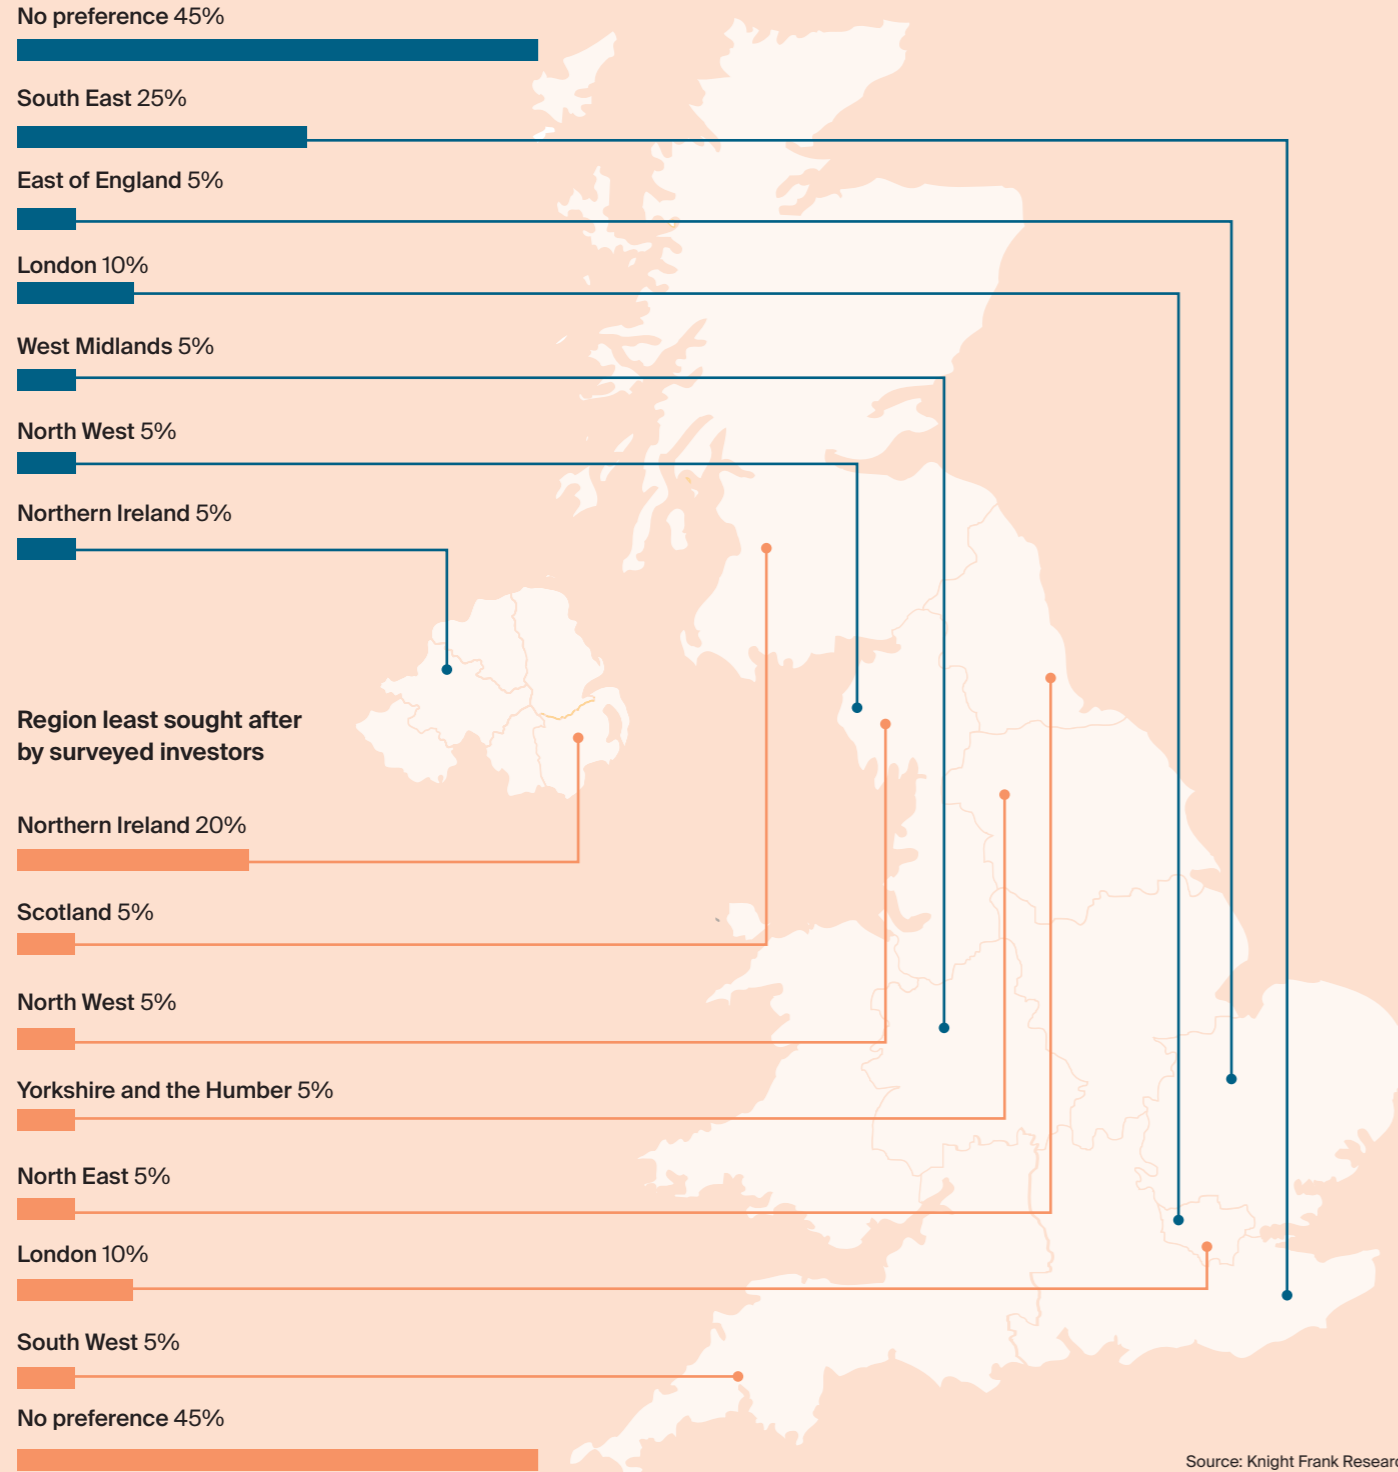 No preference 45%
South East 25%
East of England 5%
London 10%
West Midlands 5%
North West 5%
Northern Ireland 5%
Region least sought after
by surveyed investors
Northern Ireland 20%
Scotland 5%
North West 5%
Yorkshire and the Humber 5%
North East 5%
London 10%
South West 5%
No preference 45%
Source: Knight Frank Researc